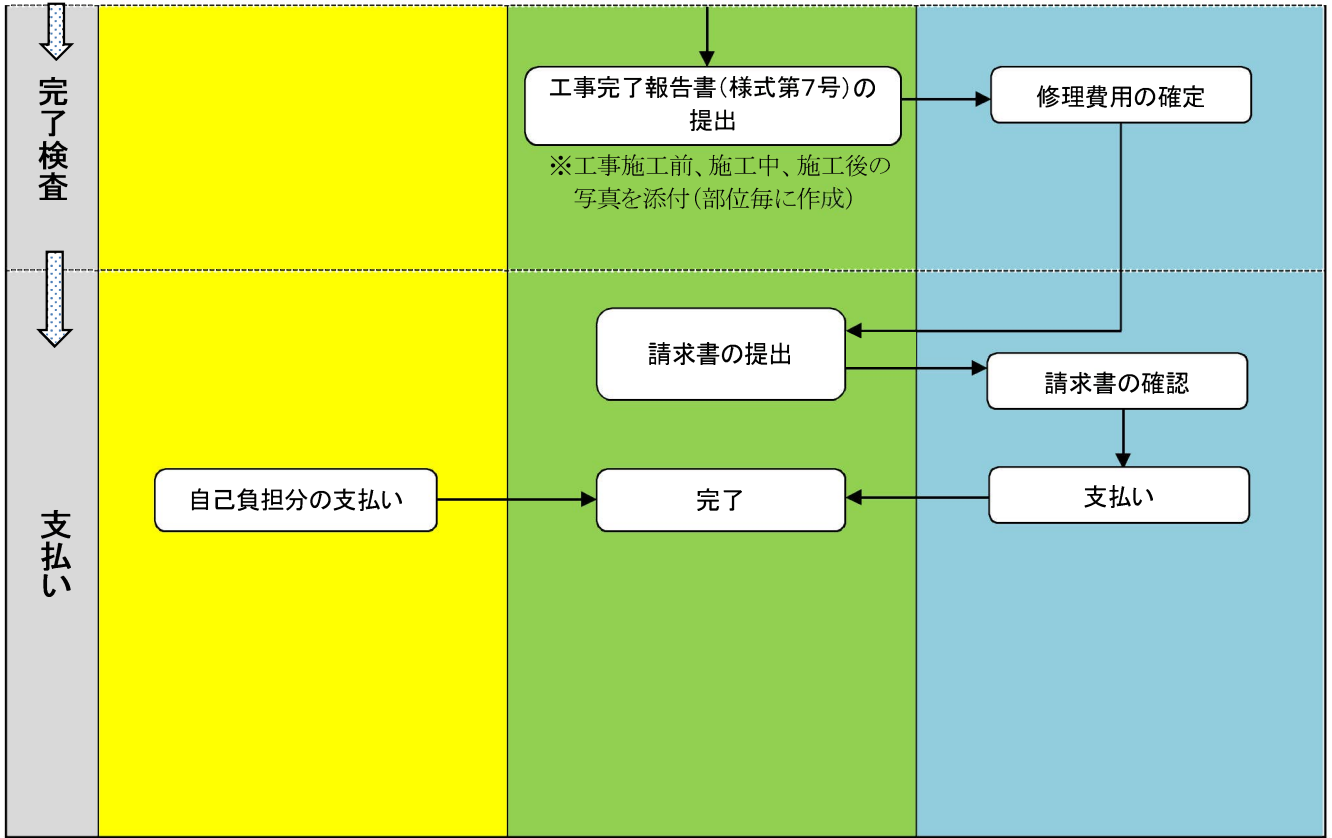 完了検査
工事完了報告書(様式第7号)の
提出
修理費用の確定
※工事施工前、施工中、施工後の
写真を添付(部位毎に作成)
支払い
請求書の提出
請求書の確認
自己負担分の支払い
完了
支払い